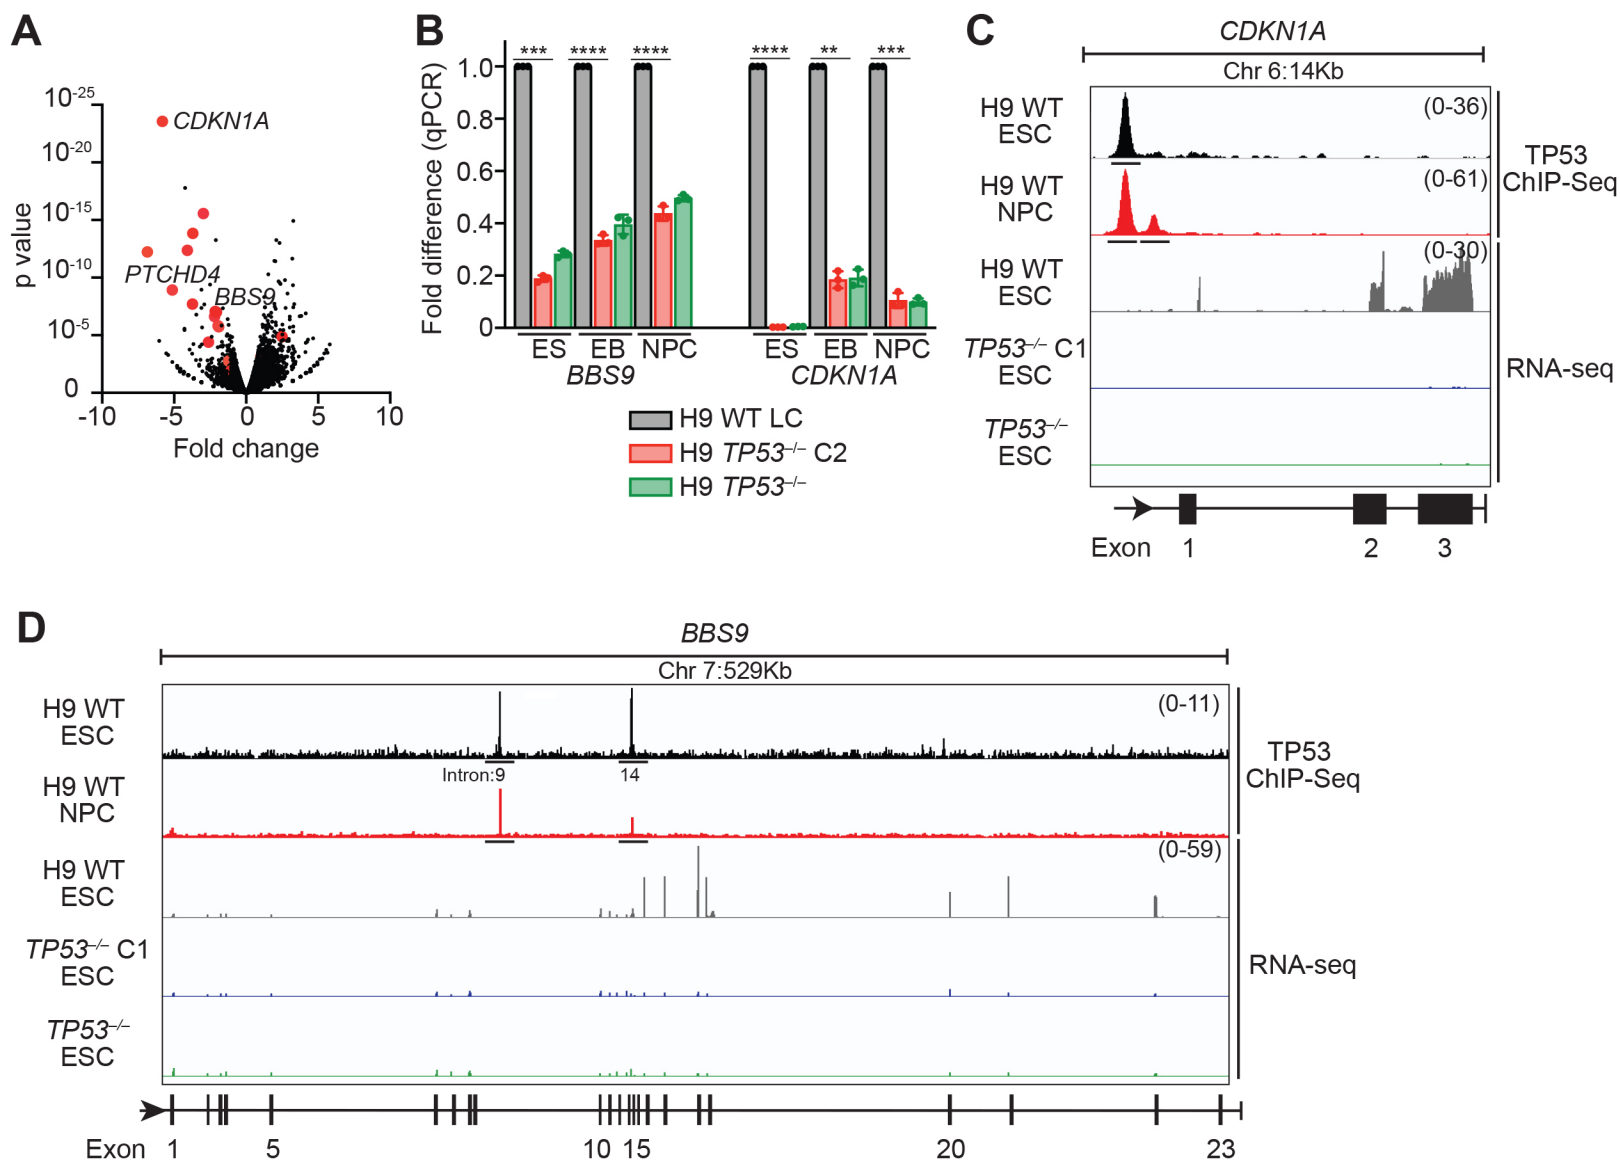 A
p value
10-25
10-20
10-15
10-10
10-5
0
CDKN1A
PTCHD4
BBS9
-10 -5 0 5 10
Fold change
B
Fold difference (qPCR)
1.0
0.8
0.6
0.4
0.2
0
*** **** **** **** ** ***
ES EB NPC ES EB NPC
BBS9 CDKN1A
H9 WT LC
H9 TP53–/– C2
H9 TP53–/–
C
CDKN1A
Chr 6:14Kb
H9 WT
ESC
(0-36)
H9 WT
NPC
(0-61)
TP53
ChIP-Seq
H9 WT
ESC
(0-30)
TP53–/– C1
ESC
TP53–/–
ESC
RNA-seq
Exon 1 2 3
D
BBS9
Chr 7:529Kb
H9 WT
ESC
(0-11)
Intron:9 14
H9 WT
NPC
TP53
ChIP-Seq
H9 WT
ESC
(0-59)
TP53–/– C1
ESC
TP53–/–
ESC
RNA-seq
Exon 1 5 10 15 20 23